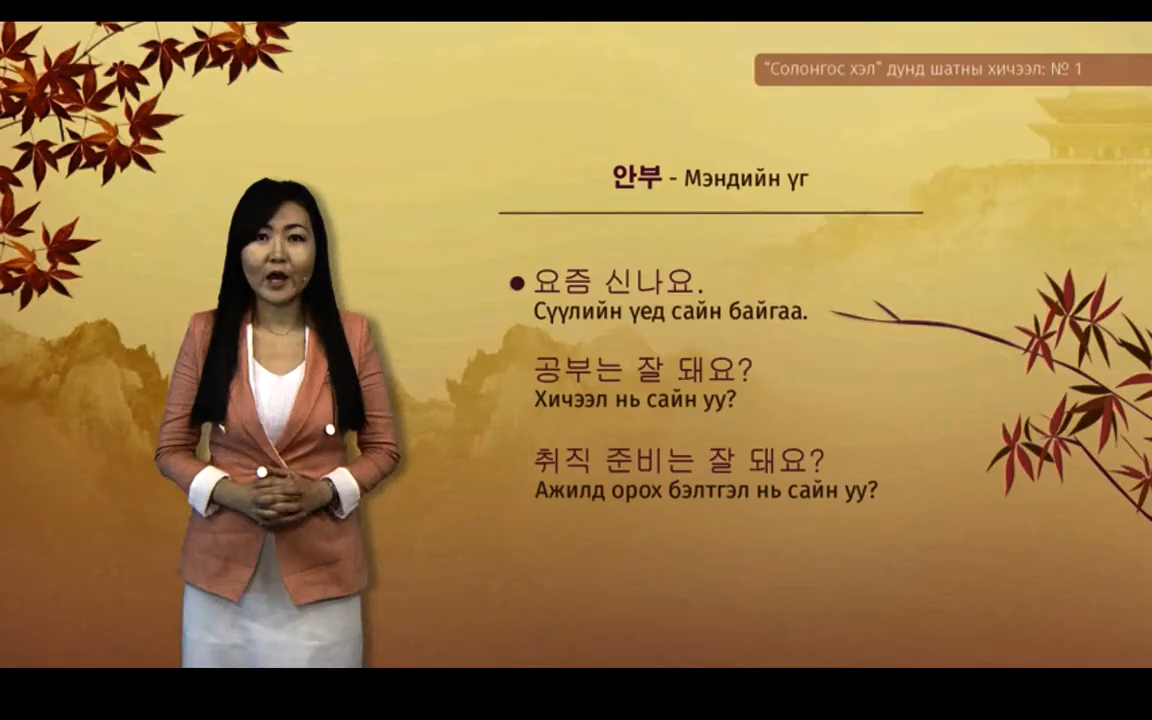 "Солонгос хэл" дунд шатны хичээл: № 1
안부 - Мэндийн үг
● 요즘 신나요.
Сүүлийн үед сайн байгаа.
공부는 잘 돼요?
Хичээл нь сайн уу?
취직 준비는 잘 돼요?
Ажилд орох бэлтгэл нь сайн уу?